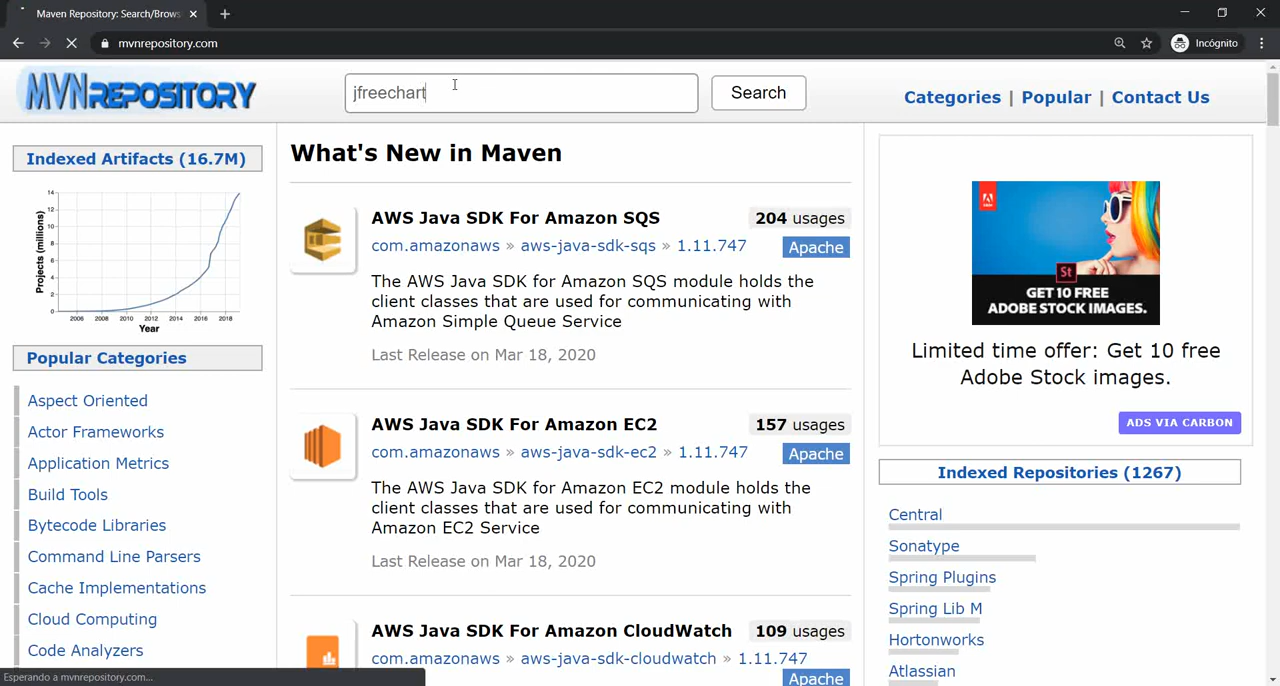 Maven Repository: Search/Brows
mvnrepository.com
Incógnito
MVNREPOSITORY
jfreechart
Search
Categories | Popular | Contact Us
Indexed Artifacts (16.7M)
Projects (millions)
14
12
10
8
6
4
2
0
2006 2008 2010 2012 2014 2016 2018
Year
Popular Categories
Aspect Oriented
Actor Frameworks
Application Metrics
Build Tools
Bytecode Libraries
Command Line Parsers
Cache Implementations
Cloud Computing
Code Analyzers
Esperando a mvnrepository.com...
What's New in Maven
AWS Java SDK For Amazon SQS
204 usages
com.amazonaws » aws-java-sdk-sqs » 1.11.747
Apache
The AWS Java SDK for Amazon SQS module holds the
client classes that are used for communicating with
Amazon Simple Queue Service
Last Release on Mar 18, 2020
AWS Java SDK For Amazon EC2
157 usages
com.amazonaws » aws-java-sdk-ec2 » 1.11.747
Apache
The AWS Java SDK for Amazon EC2 module holds the
client classes that are used for communicating with
Amazon EC2 Service
Last Release on Mar 18, 2020
AWS Java SDK For Amazon CloudWatch
109 usages
com.amazonaws » aws-java-sdk-cloudwatch » 1.11.747
Apache
St
GET 10 FREE
ADOBE STOCK IMAGES.
Limited time offer: Get 10 free
Adobe Stock images.
ADS VIA CARBON
Indexed Repositories (1267)
Central
Sonatype
Spring Plugins
Spring Lib M
Hortonworks
Atlassian